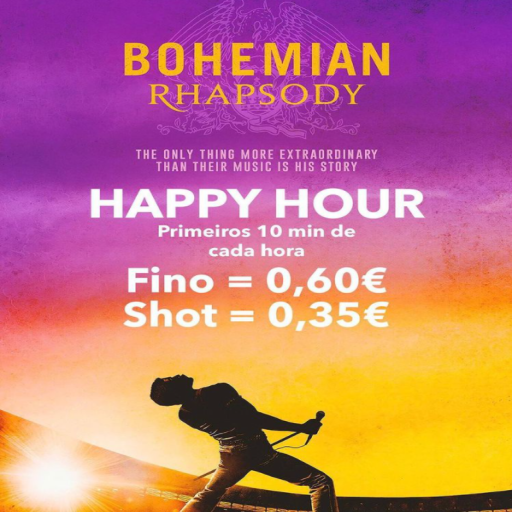 BOHEMIAN
RHAPSODY
THE ONLY THING MORE EXTRAORDINARY
THAN THEIR MUSIC IS HIS STORY
HAPPY HOUR
Primeiros 10 min de
cada hora
Fino = 0,60€
Shot = 0,35€